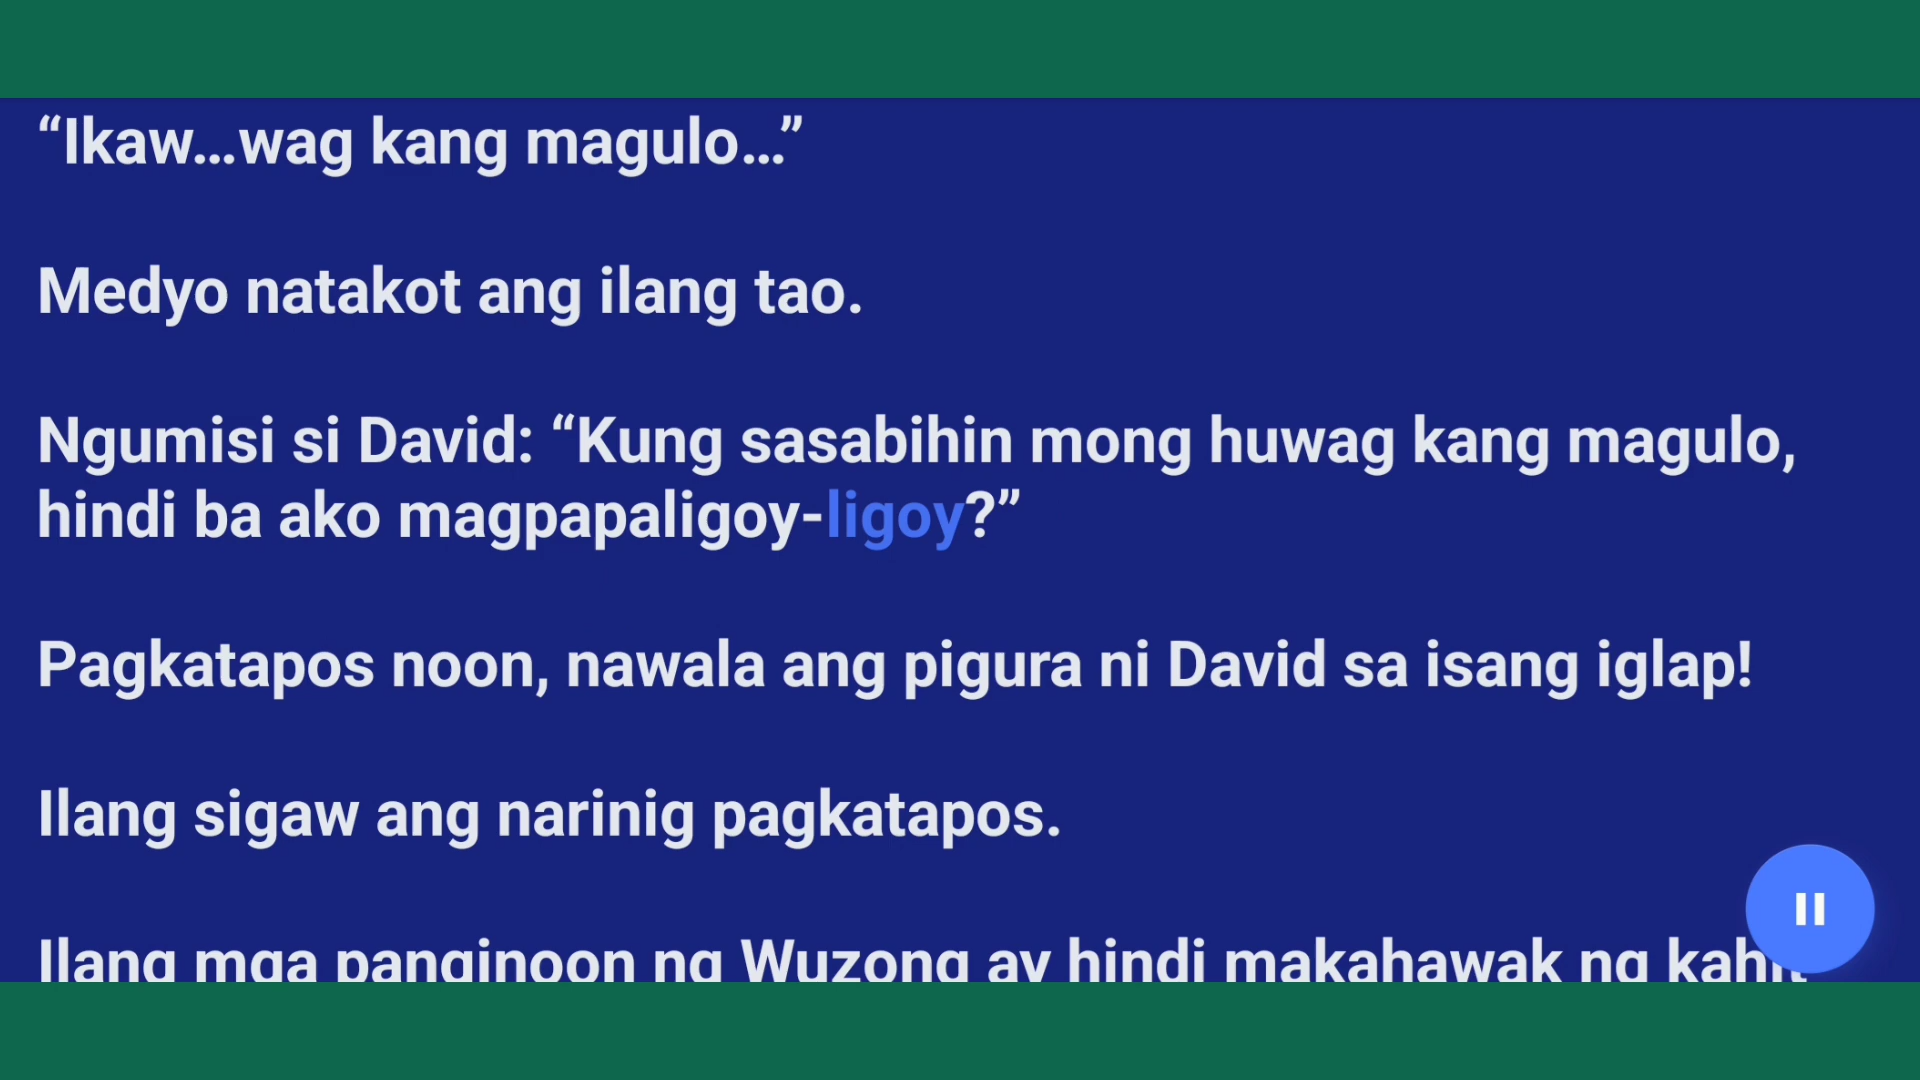 “Ikaw...wag kang magulo...”
Medyo natakot ang ilang tao.
Ngumisi si David: “Kung sasabihin mong huwag kang magulo,
hindi ba ako magpapaligoy-ligoy?”
Pagkatapos noon, nawala ang pigura ni David sa isang iglap!
Ilang sigaw ang narinig pagkatapos.
Ilang mga panginoon ng Wuzong ay hindi makahawak ng kahit